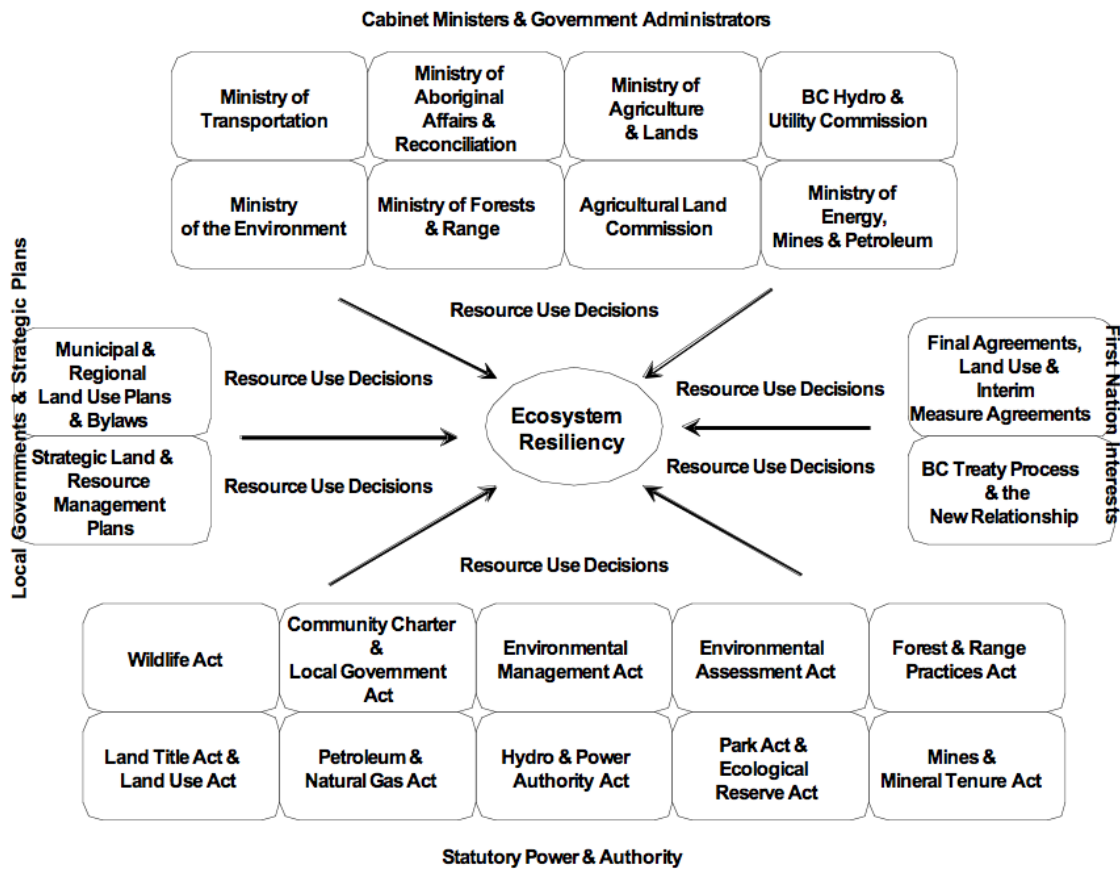 Cabinet Ministers & Government Administrators
Ministry of
Transportation
Ministry of
Aboriginal
Affairs &
Reconciliation
Ministry of
Agriculture
& Lands
BC Hydro &
Utility Commission
Ministry
of the Environment
Ministry of Forests
& Range
Agricultural Land
Commission
Ministry of
Energy,
Mines & Petroleum
Local Governments & Strategic Plans
Municipal &
Regional
Land Use Plans
& Bylaws
Strategic Land &
Resource
Management
Plans
Resource Use Decisions
Resource Use Decisions
Resource Use Decisions
Ecosystem
Resiliency
Resource Use Decisions
Resource Use Decisions
Resource Use Decisions
Final Agreements,
Land Use &
Interim
Measure Agreements
BC Treaty Process
& the
New Relationship
First Nation Interests
Wildlife Act
Community Charter
&
Local Government
Act
Environmental
Management Act
Environmental
Assessment Act
Forest & Range
Practices Act
Land Title Act &
Land Use Act
Petroleum &
Natural Gas Act
Hydro & Power
Authority Act
Park Act &
Ecological
Reserve Act
Mines &
Mineral Tenure Act
Statutory Power & Authority